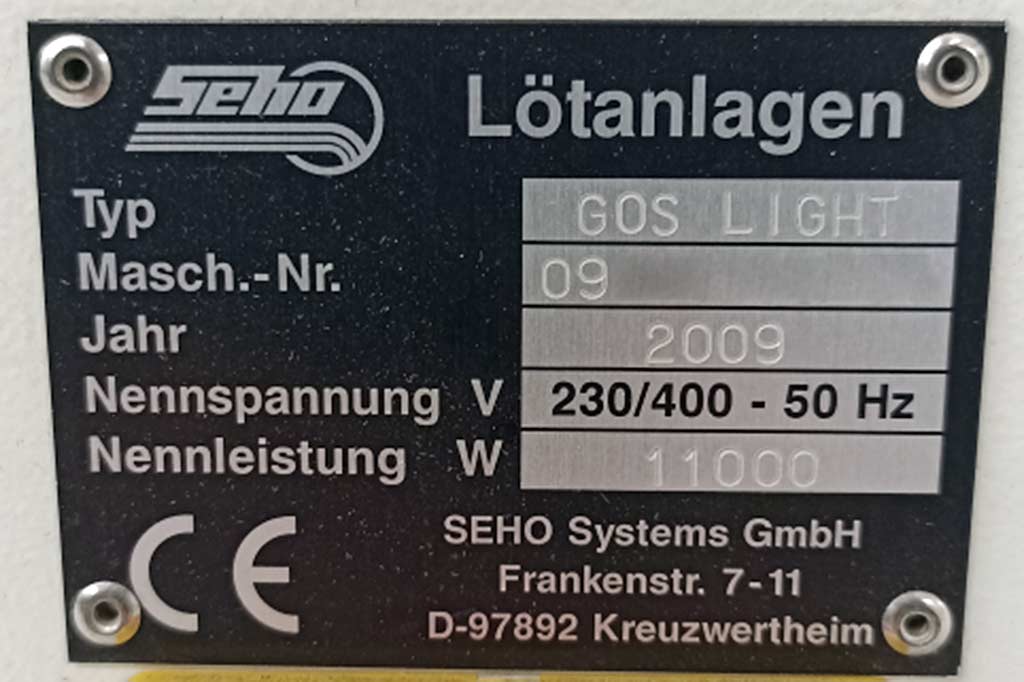 Seho Lötanlagen
Typ GOS LIGHT
Masch.-Nr. 09
Jahr 2009
Nennspannung V 230/400 - 50 Hz
Nennleistung W 11000
CE
SEHO Systems GmbH
Frankenstr. 7-11
D-97892 Kreuzwertheim